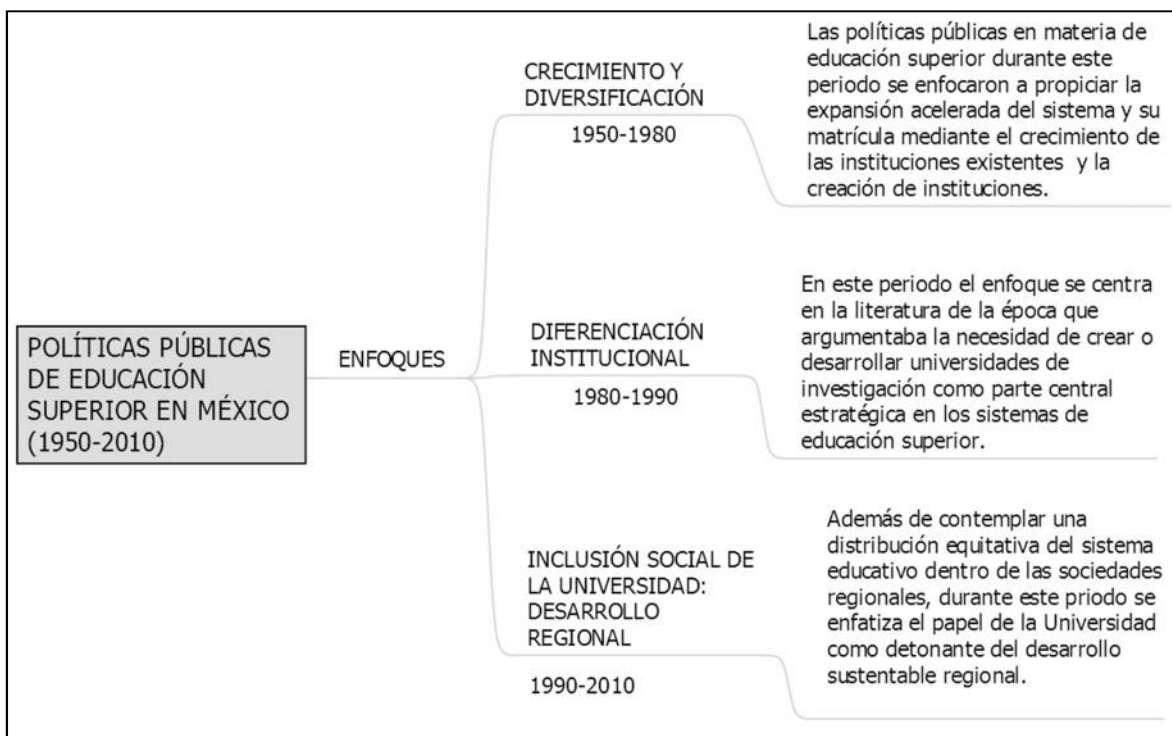 POLÍTICAS PÚBLICAS
DE EDUCACIÓN
SUPERIOR EN MÉXICO
(1950-2010)
ENFOQUES
CRECIMIENTO Y
DIVERSIFICACIÓN
1950-1980
Las políticas públicas en materia de
educación superior durante este
periodo se enfocaron a propiciar la
expansión acelerada del sistema y su
matrícula mediante el crecimiento de
las instituciones existentes y la
creación de instituciones.
DIFERENCIACIÓN
INSTITUCIONAL
1980-1990
En este periodo el enfoque se centra
en la literatura de la época que
argumentaba la necesidad de crear o
desarrollar universidades de
investigación como parte central
estratégica en los sistemas de
educación superior.
INCLUSIÓN SOCIAL DE
LA UNIVERSIDAD:
DESARROLLO
REGIONAL
1990-2010
Además de contemplar una
distribución equitativa del sistema
educativo dentro de las sociedades
regionales, durante este priodo se
enfatiza el papel de la Universidad
como detonante del desarrollo
sustentable regional.